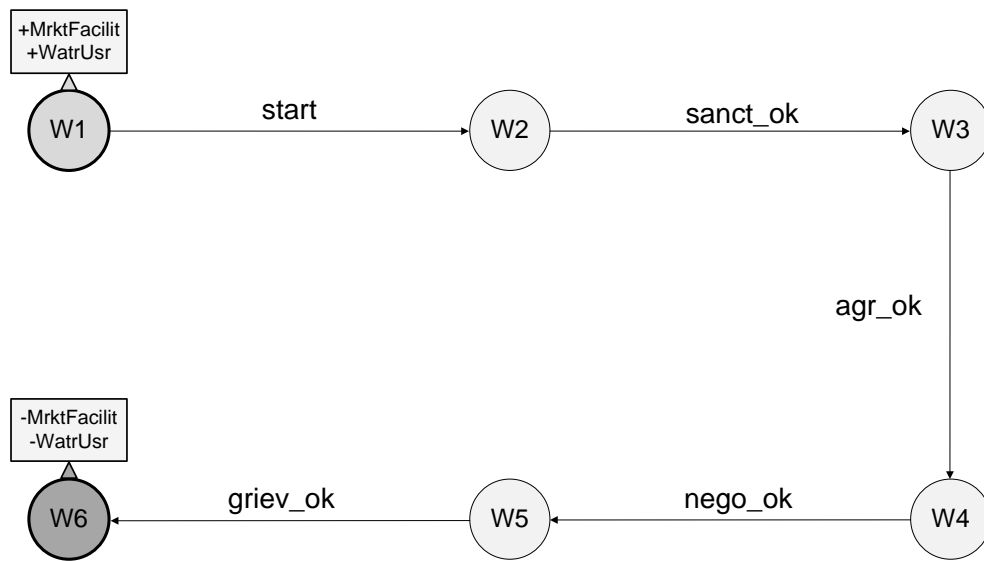 +MrktFacilit
+WatrUsr
W1
start
W2
sanct_ok
W3
agr_ok
-MrktFacilit
-WatrUsr
W6
griev_ok
W5
nego_ok
W4